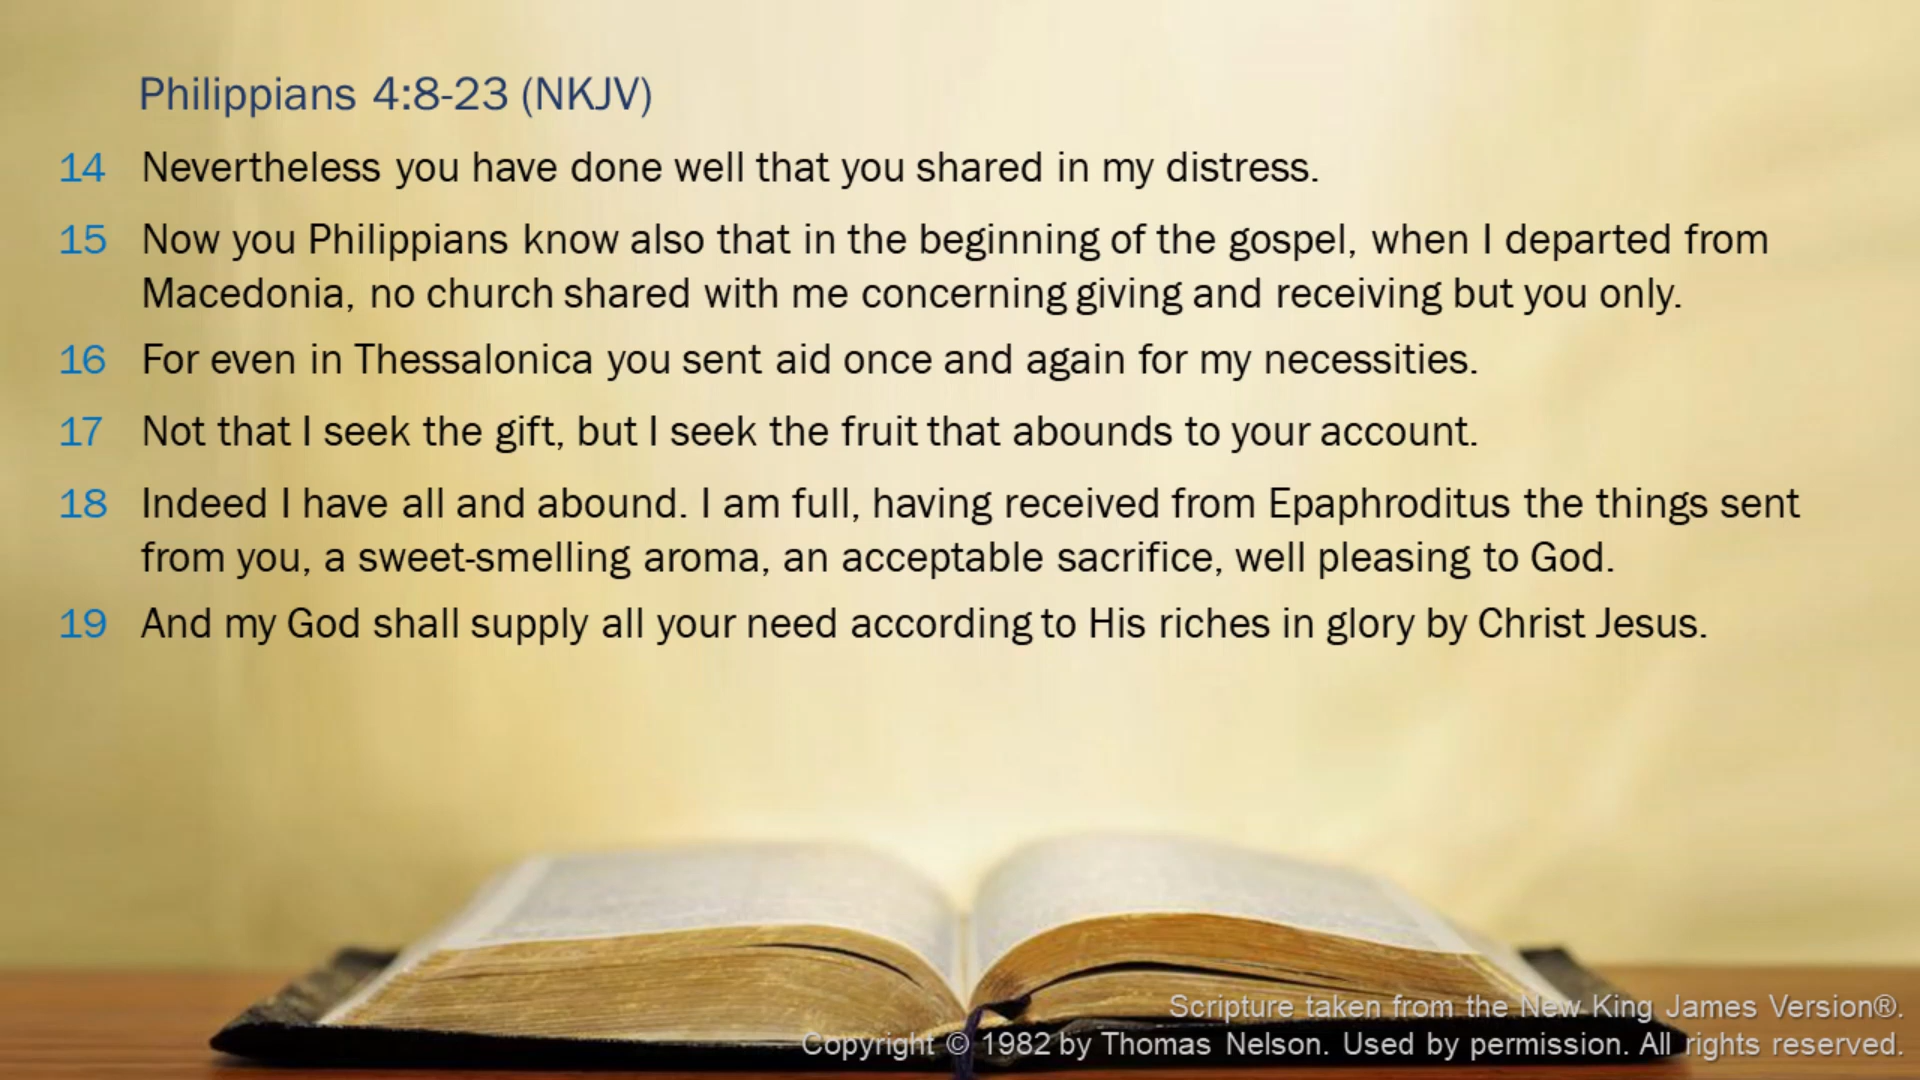 Philippians 4:8-23 (NKJV)
14 Nevertheless you have done well that you shared in my distress.
15 Now you Philippians know also that in the beginning of the gospel, when I departed from
Macedonia, no church shared with me concerning giving and receiving but you only.
16 For even in Thessalonica you sent aid once and again for my necessities.
17 Not that I seek the gift, but I seek the fruit that abounds to your account.
18 Indeed I have all and abound. I am full, having received from Epaphroditus the things sent
from you, a sweet-smelling aroma, an acceptable sacrifice, well pleasing to God.
19 And my God shall supply all your need according to His riches in glory by Christ Jesus.
Scripture taken from the New King James Version®.
Copyright © 1982 by Thomas Nelson. Used by permission. All rights reserved.